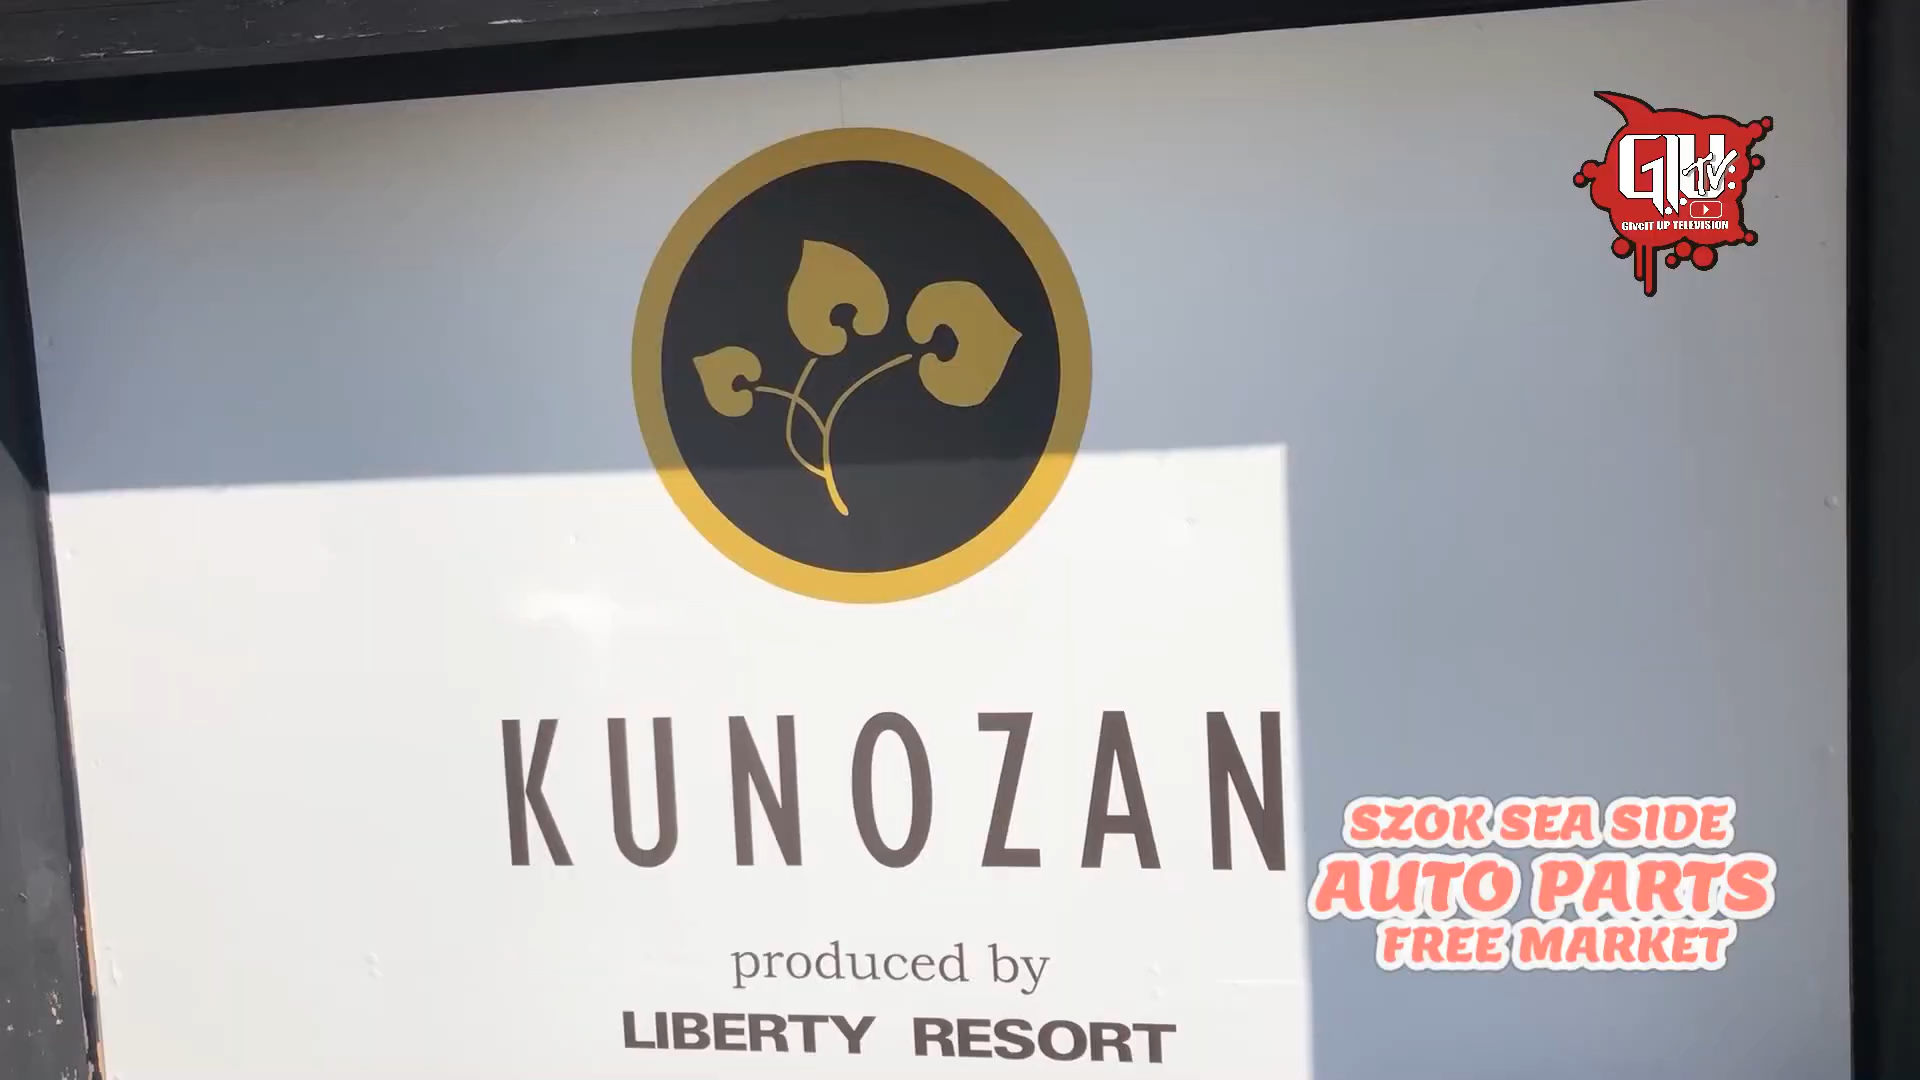 G.I.U.TV:
GIVEIT UP TELEVISION
KUNOZAN
produced by
LIBERTY RESORT
SZOK SEA SIDE
AUTO PARTS
FREE MARKET